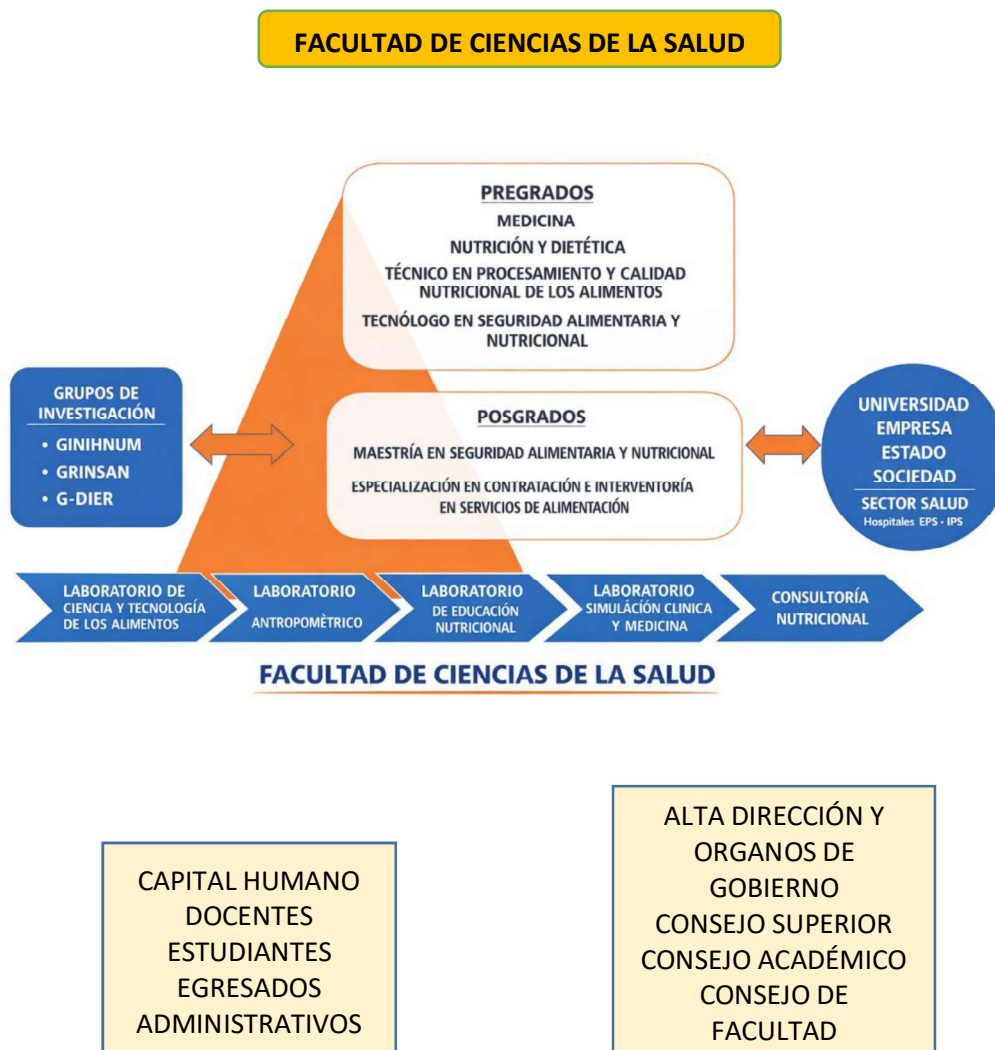 FACULTAD DE CIENCIAS DE LA SALUD
PREGRADOS
MEDICINA
NUTRICIÓN Y DIETÉTICA
TÉCNICO EN PROCESAMIENTO Y CALIDAD
NUTRICIONAL DE LOS ALIMENTOS
TECNÓLOGO EN SEGURIDAD ALIMENTARIA Y
NUTRICIONAL
GRUPOS DE
INVESTIGACIÓN
• GINIHNUM
• GRINSAN
• G-DIER
POSGRADOS
MAESTRÍA EN SEGURIDAD ALIMENTARIA Y NUTRICIONAL
ESPECIALIZACIÓN EN CONTRATACIÓN E INTERVENTORÍA
EN SERVICIOS DE ALIMENTACIÓN
UNIVERSIDAD
EMPRESA
ESTADO
SOCIEDAD
SECTOR SALUD
Hospitales EPS - IPS
LABORATORIO DE
CIENCIA Y TECNOLOGÍA
DE LOS ALIMENTOS
LABORATORIO
ANTROPOMÈTRICO
LABORATORIO
DE EDUCACIÓN
NUTRICIONAL
LABORATORIO
SIMULÁCÍÓN CLINICA
Y MEDICINA
CONSULTORÍA
NUTRICIONAL
FACULTAD DE CIENCIAS DE LA SALUD
CAPITAL HUMANO
DOCENTES
ESTUDIANTES
EGRESADOS
ADMINISTRATIVOS
ALTA DIRECCIÓN Y
ORGANOS DE
GOBIERNO
CONSEJO SUPERIOR
CONSEJO ACADÉMICO
CONSEJO DE
FACULTAD